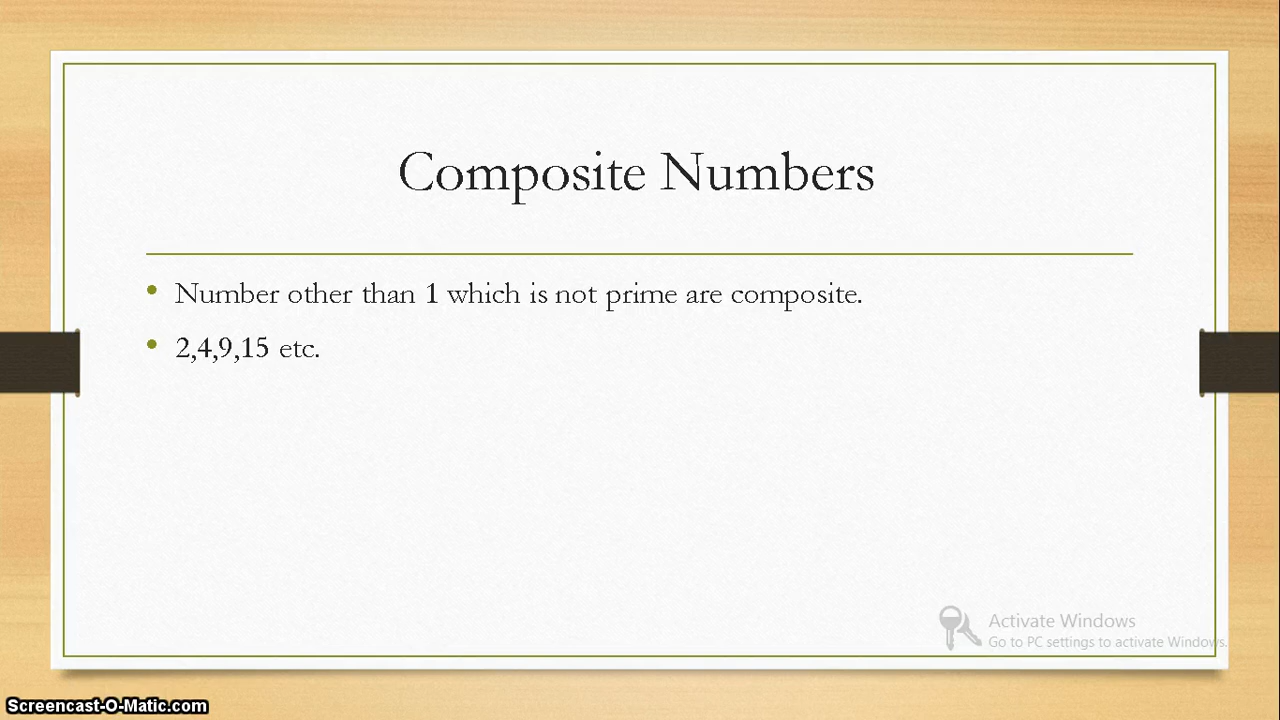 Composite Numbers
• Number other than 1 which is not prime are composite.
• 2,4,9,15 etc.
Activate Windows
Go to PC settings to activate Windows.
Screencast-O-Matic.com